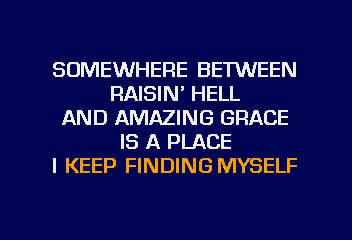 SOMEWHERE BETWEEN
RAISIN' HELL
AND AMAZING GRACE
IS A PLACE
I KEEP FINDING MYSELF